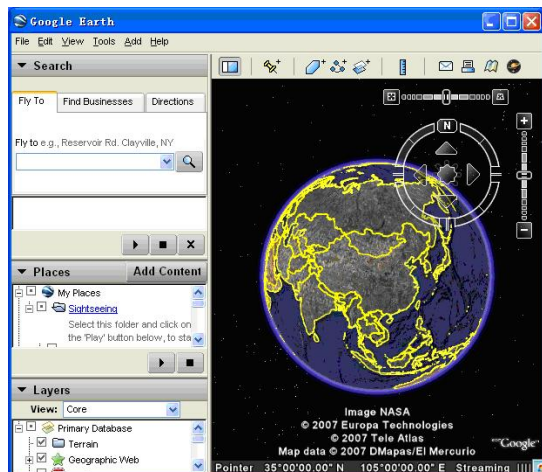 Google Earth
File Edit View Tools Add Help
Search
Fly To Find Businesses Directions
Fly to e.g., Reservoir Rd. Clayville, NY
Places Add Content
My Places
Sightseeing
Select this folder and click on
the 'Play' button below, to sta
Layers
View: Core
Primary Database
Terrain
Geographic Web
N
Image NASA
© 2007 Europa Technologies
© 2007 Tele Atlas
Map data © 2007 DMapas/El Mercurio
Google
Pointer 35°00'00.00" N 105°00'00.00" E Streaming